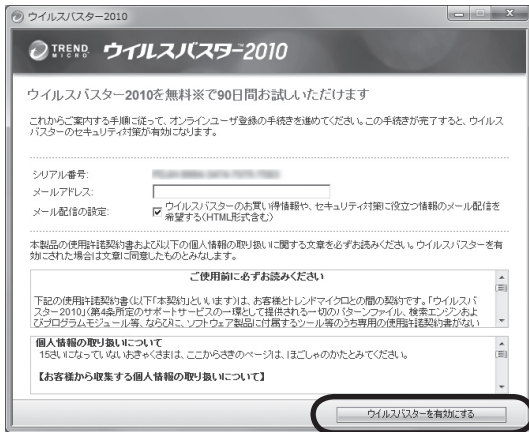 ウイルスバスター2010
TREND MICRO ウイルスバスター2010
ウイルスバスター2010を無料※で90日間お試しいただけます
これからご案内する手順に従って、オンラインユーザ登録の手続きを進めてください。この手続きが完了すると、ウイルス
バスターのセキュリティ対策が有効になります。
シリアル番号:
メールアドレス:
メール配信の設定: ウイルスバスターのお買い得情報や、セキュリティ対策に役立つ情報のメール配信を
希望する(HTML形式含む)
本製品の使用許諾契約書および以下の個人情報の取り扱いに関する文章を必ずお読みください。ウイルスバスターを有
効にされた場合は文章に同意したものとみなします。
ご使用前に必ずお読みください
下記の使用許諾契約書(以下「本契約」といいます)は、お客様とトレンドマイクロとの間の契約です。「ウイルスバ
スター2010」(第4条所定のサポートサービスの一環として提供される一切のパターンファイル、検索エンジンおよ
びプログラムモジュール等、ならびに、ソフトウェア製品に付属するツール等のうち専用の使用許諾契約書がない
個人情報の取り扱いについて
15さいになっていないおきゃくさまは、ここからさきのページは、ほごしゃのかたとみてください。
【お客様から収集する個人情報の取り扱いについて】
ウイルスバスターを有効にする